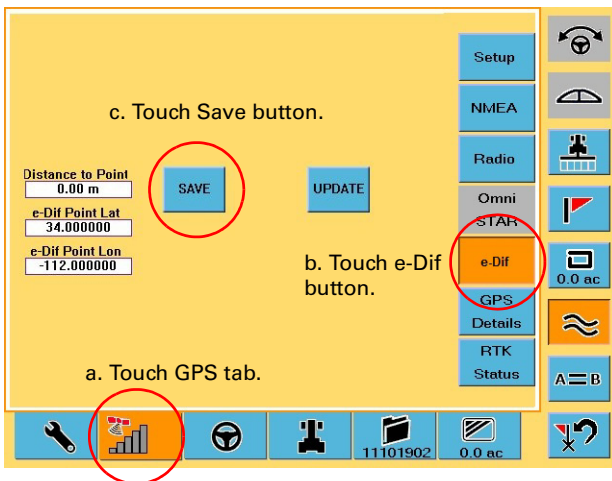 Setup
c. Touch Save button.
NMEA
Distance to Point
0.00 m
SAVE
UPDATE
Radio
e-Dif Point Lat
34.000000
Omni
STAR
e-Dif Point Lon
-112.000000
b. Touch e-Dif
button.
e-Dif
0.0 ac
GPS
Details
a. Touch GPS tab.
RTK
Status
A=B
11101902
0.0 ac